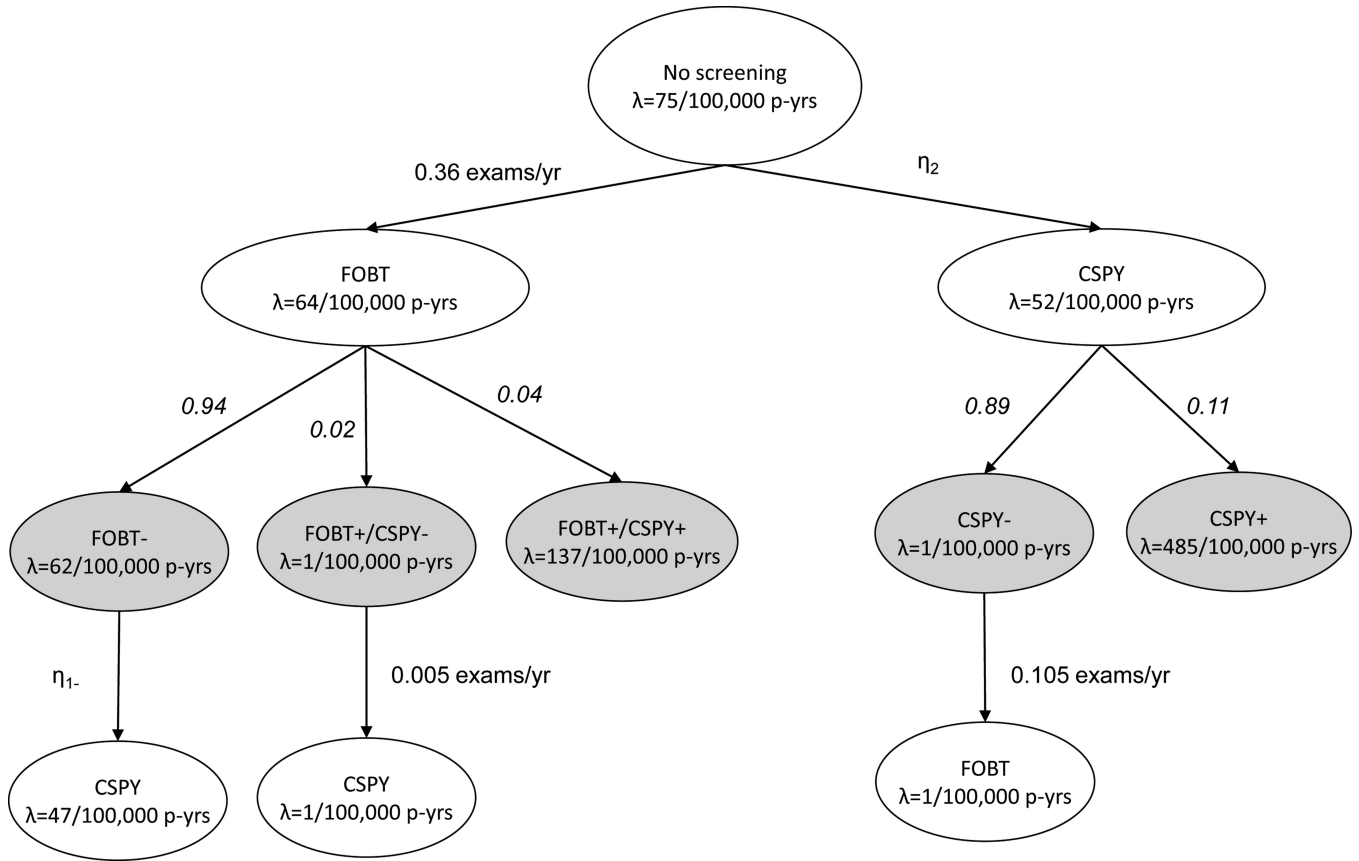 No screening
λ=75/100,000 p-yrs
0.36 exams/yr
η2
FOBT
λ=64/100,000 p-yrs
CSPY
λ=52/100,000 p-yrs
0.94
0.02
0.04
0.89
0.11
FOBT-
λ=62/100,000 p-yrs
FOBT+/CSPY-
λ=1/100,000 p-yrs
FOBT+/CSPY+
λ=137/100,000 p-yrs
CSPY-
λ=1/100,000 p-yrs
CSPY+
λ=485/100,000 p-yrs
η1-
0.005 exams/yr
0.105 exams/yr
CSPY
λ=47/100,000 p-yrs
CSPY
λ=1/100,000 p-yrs
FOBT
λ=1/100,000 p-yrs